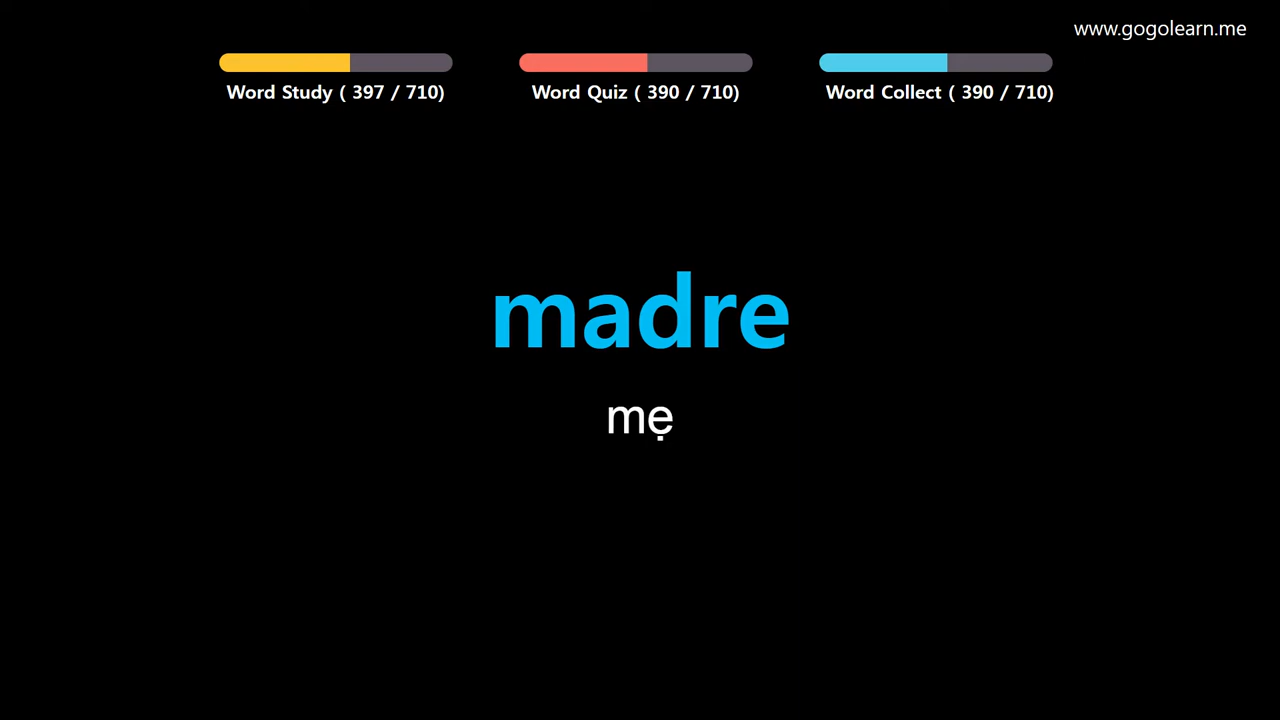 www.gogolearn.me
Word Study ( 397 / 710)
Word Quiz ( 390 / 710)
Word Collect ( 390 / 710)
madre
mẹ